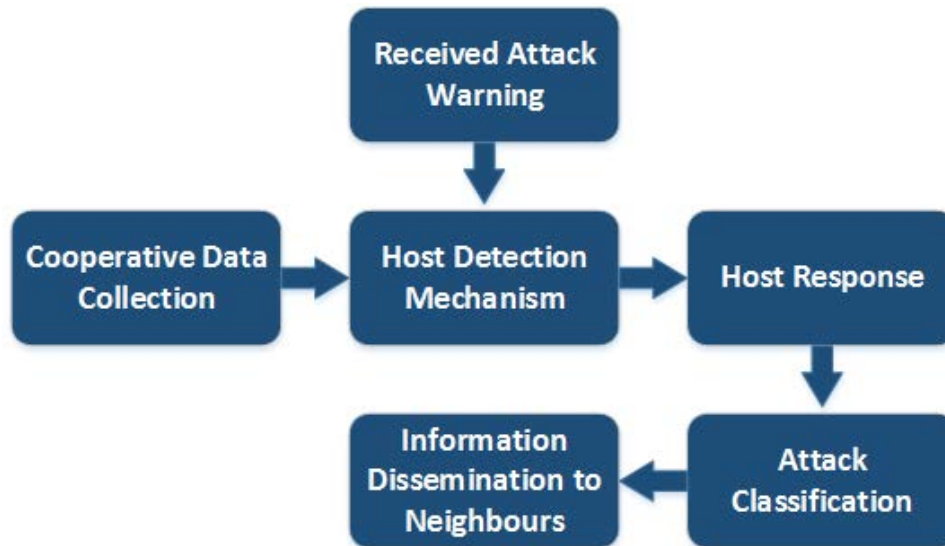 Received Attack
Warning
Cooperative Data
Collection
Host Detection
Mechanism
Host Response
Information
Dissemination to
Neighbours
Attack
Classification